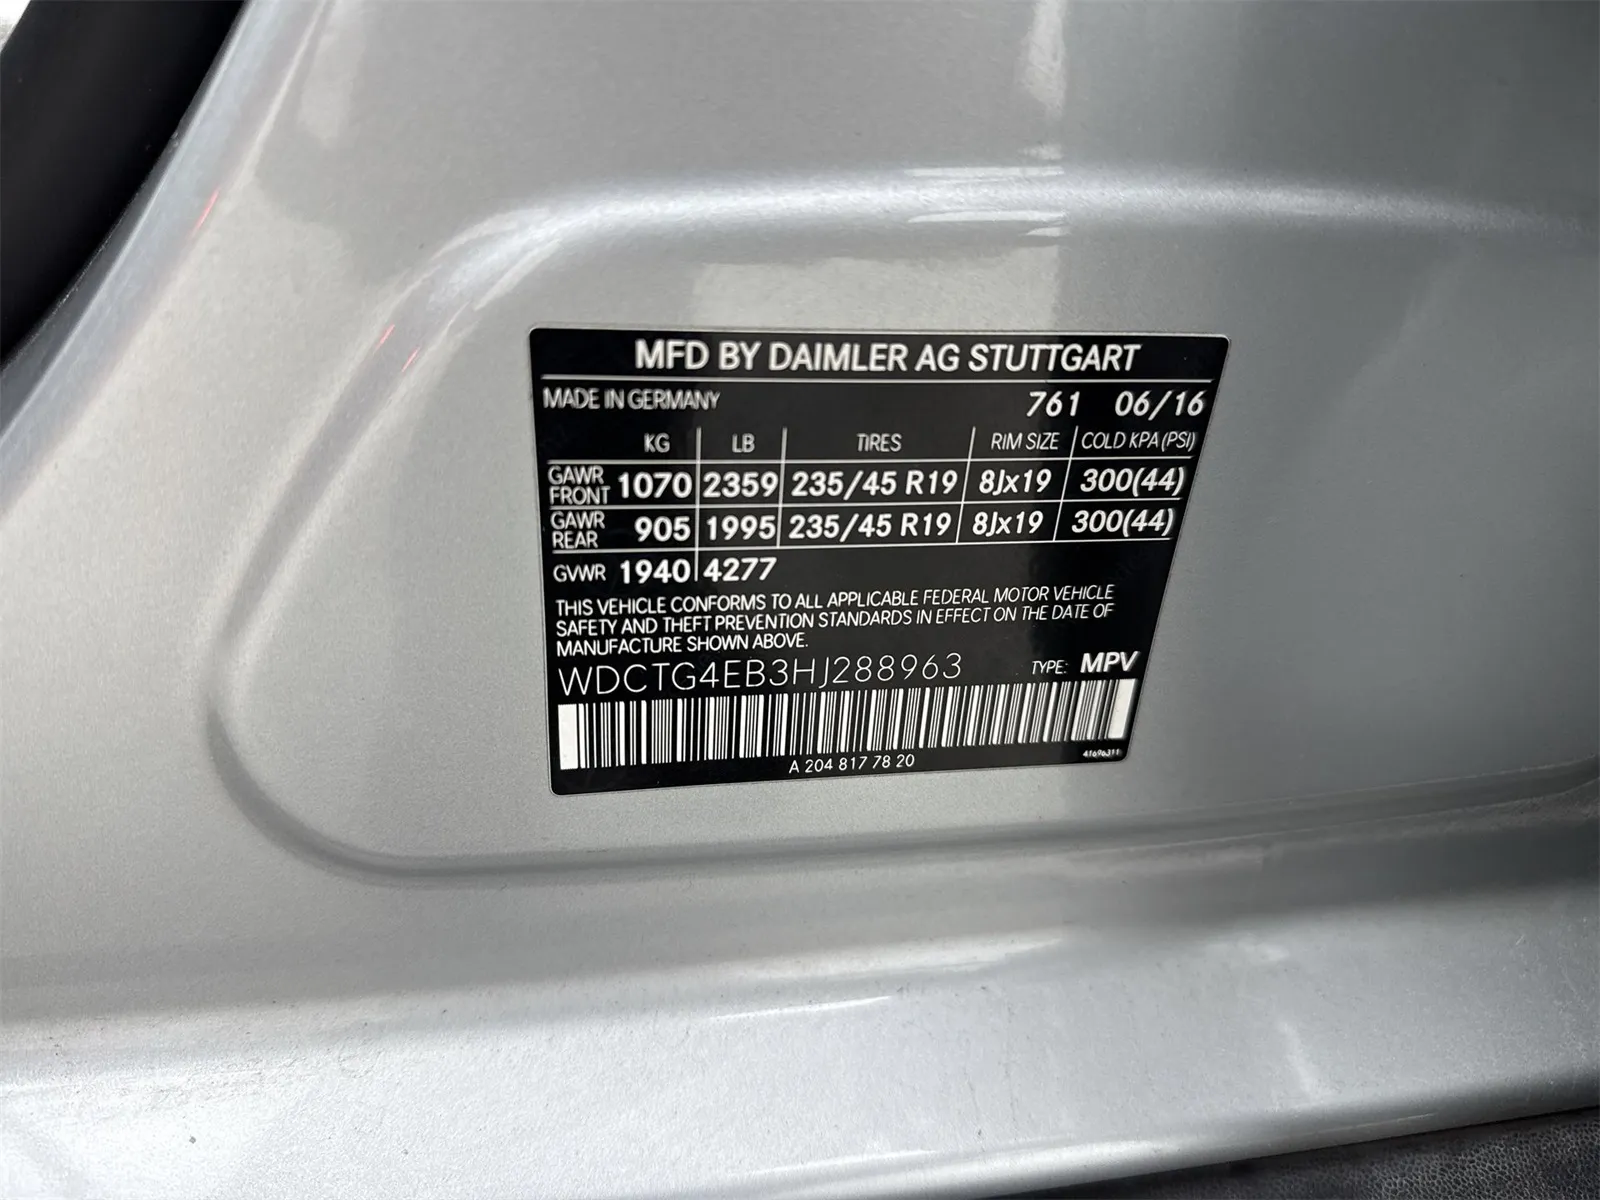 MFD BY DAIMLER AG STUTTGART
MADE IN GERMANY 761 06/16
KG LB TIRES RIM SIZE COLD KPA (PSI)
GAWR FRONT 1070 2359 235/45 R19 8Jx19 300(44)
GAWR REAR 905 1995 235/45 R19 8Jx19 300(44)
GVWR 1940 4277
THIS VEHICLE CONFORMS TO ALL APPLICABLE FEDERAL MOTOR VEHICLE
SAFETY AND THEFT PREVENTION STANDARDS IN EFFECT ON THE DATE OF
MANUFACTURE SHOWN ABOVE.
WDCTG4EB3HJ288963 TYPE: MPV
A 204 817 78 20 41696311